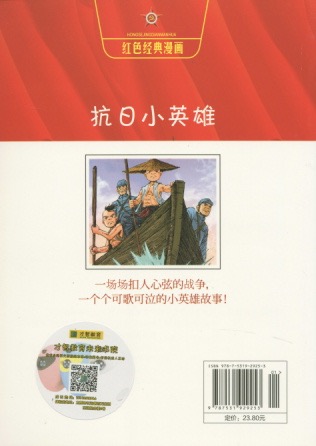 HONGSEJINGDIANMANHUA
红色经典漫画
抗日小英雄
一场场扣人心弦的战争,
一个个可歌可泣的小英雄故事!
定价: 23.80元